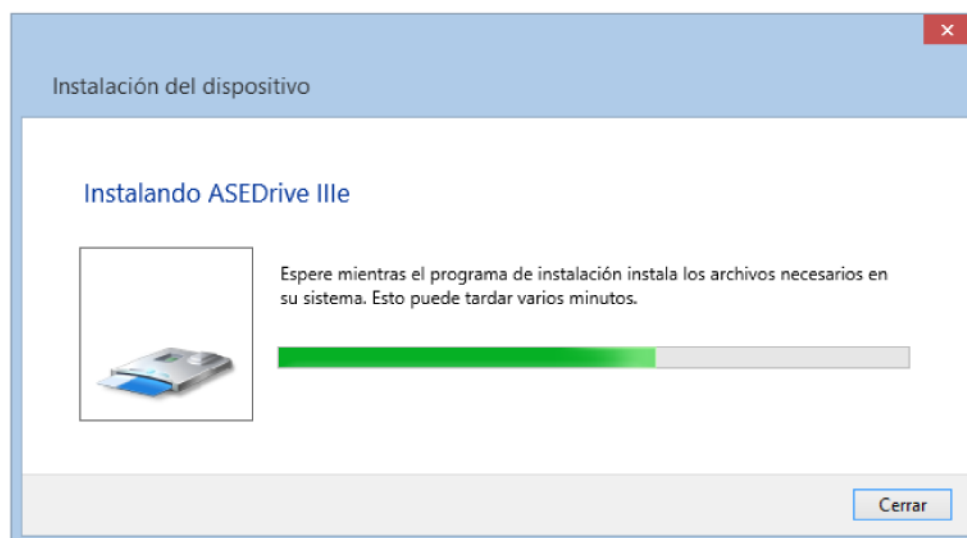 Instalación del dispositivo
Instalando ASEDrive IIIe
Espere mientras el programa de instalación instala los archivos necesarios en
su sistema. Esto puede tardar varios minutos.
Cerrar